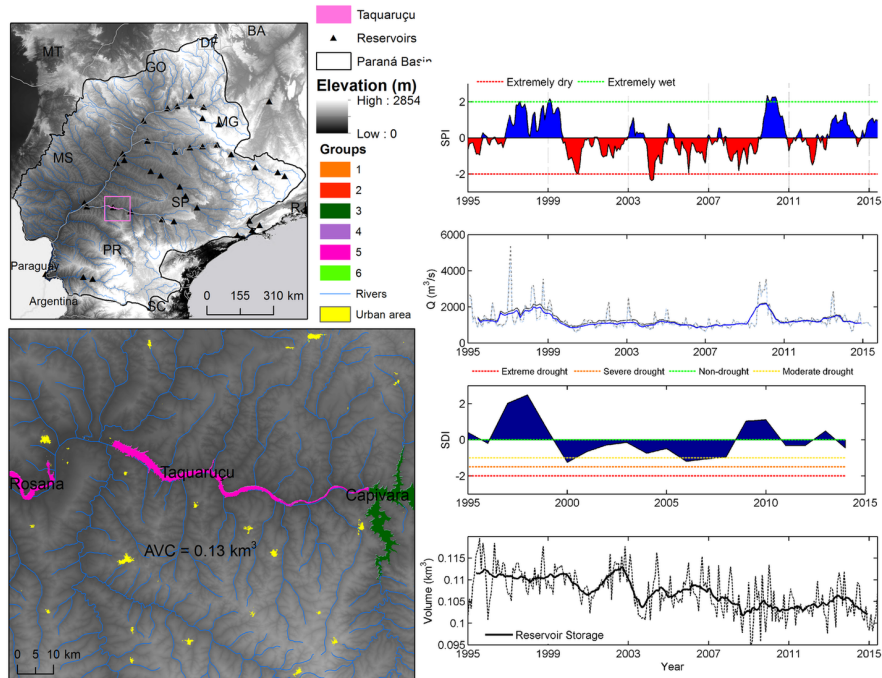 Taquaruçu
Reservoirs
Paraná Basin
Elevation (m)
High : 2854
Low : 0
Groups
1
2
3
4
5
6
Rivers
Urban area
MT
BA
DF
GO
MG
MS
SP
RJ
PR
Paraguay
Argentina
SC
0 155 310 km
Rosana
Taquaruçu
Capivara
AVC = 0.13 km³
0 5 10 km
Extremely dry Extremely wet
SPI
2
0
-2
1995 1999 2003 2007 2011 2015
Q (m³/s)
6000
4000
2000
0
1995 1999 2003 2007 2011 2015
Extreme drought Severe drought Non-drought Moderate drought
SDI
2
0
-2
1995 2000 2005 2010 2015
Volume (km³)
0.115
0.11
0.105
0.1
0.095
Reservoir Storage
1995 1999 2003 2007 2011 2015
Year